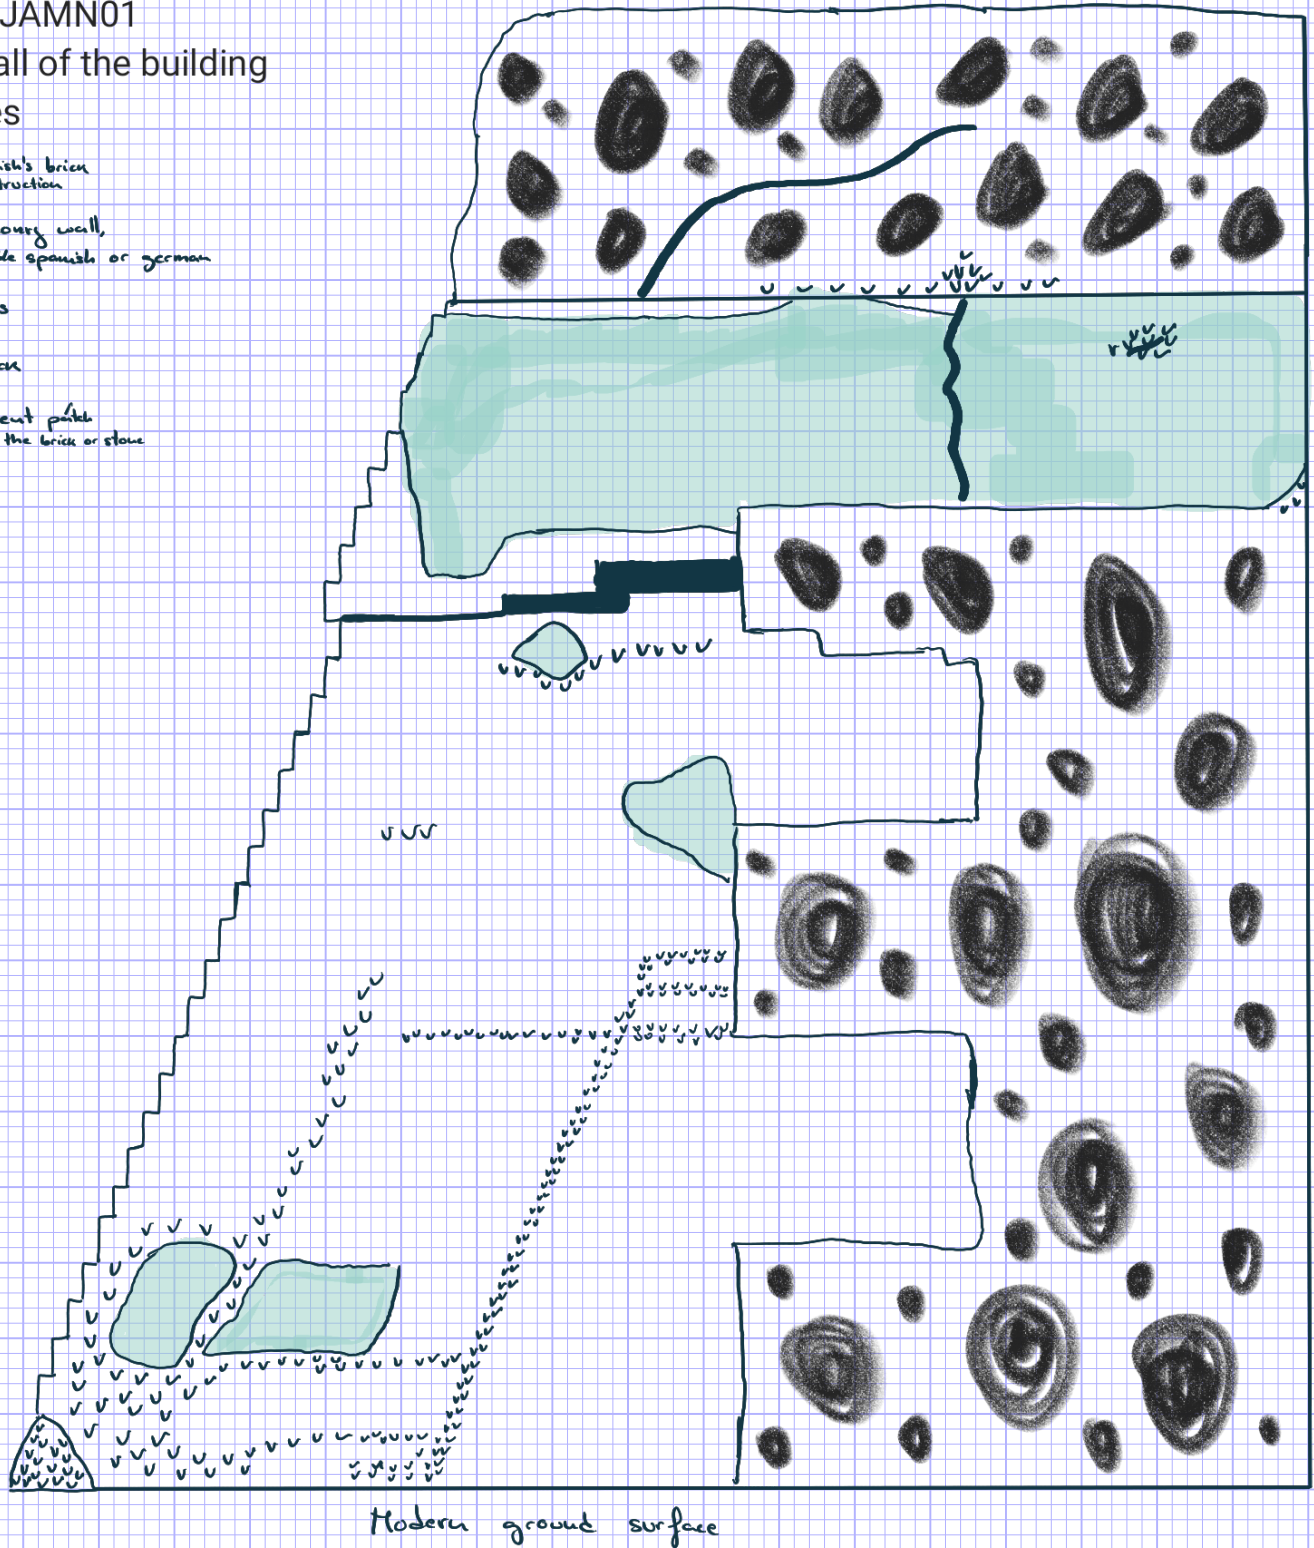 JAMN01
all of the building
es
ish's brick
truction
onry wall,
de spanish or german
s
ck
ent patch
the brick or stone
Modern ground surface